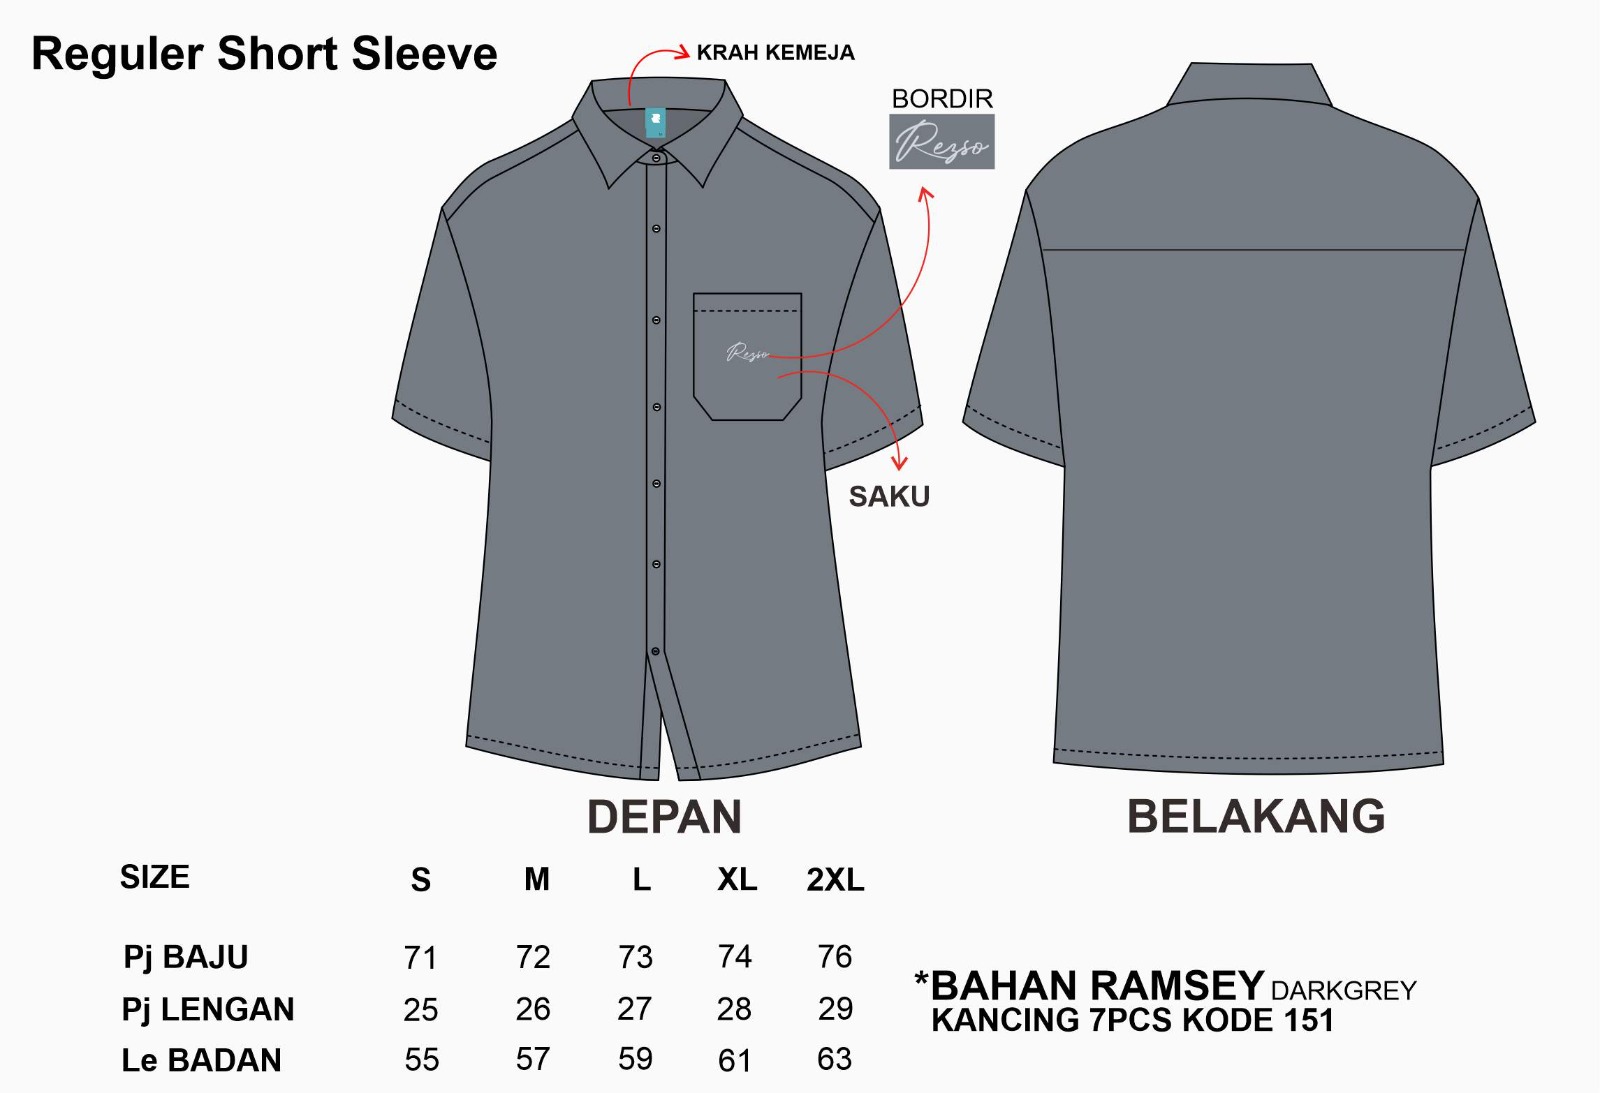 Reguler Short Sleeve
KRAH KEMEJA
BORDIR
Rezso
Rezso
SAKU
DEPAN
BELAKANG
SIZE S M L XL 2XL
Pj BAJU 71 72 73 74 76
Pj LENGAN 25 26 27 28 29
Le BADAN 55 57 59 61 63
*BAHAN RAMSEY DARKGREY
KANCING 7PCS KODE 151